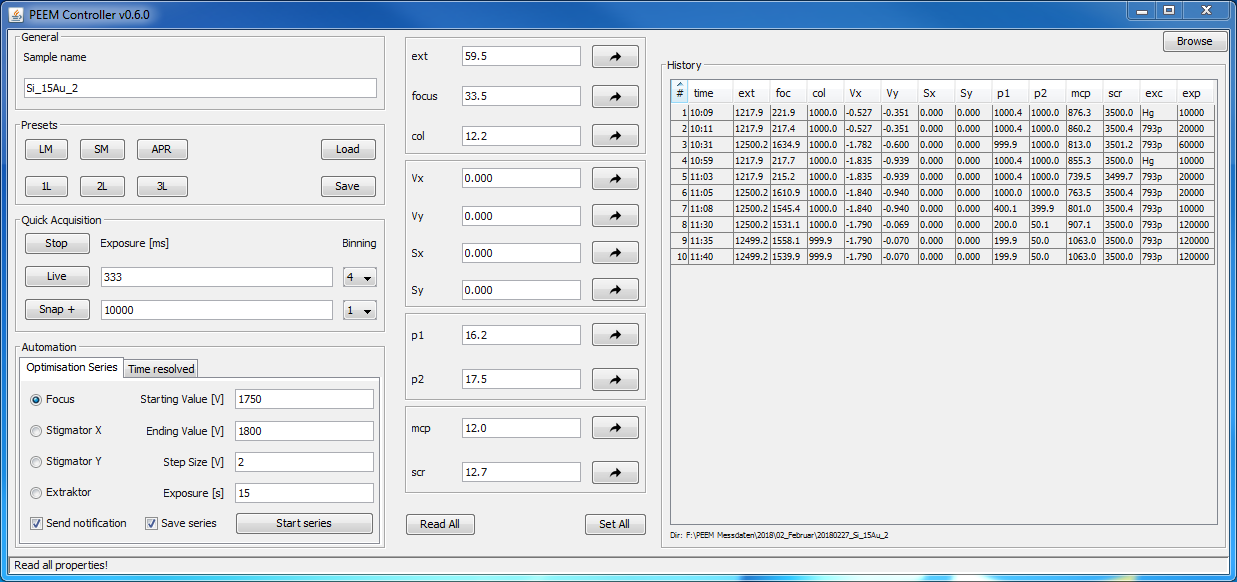 PEEM Controller v0.6.0
Browse
General
Sample name
Si_15Au_2
Presets
LM SM APR Load
1L 2L 3L Save
Quick Acquisition
Stop Exposure [ms] Binning
Live 333 4
Snap + 10000 1
Automation
Optimisation Series Time resolved
Focus Starting Value [V] 1750
Stigmator X Ending Value [V] 1800
Stigmator Y Step Size [V] 2
Extraktor Exposure [s] 15
Send notification Save series Start series
ext 59.5
focus 33.5
col 12.2
Vx 0.000
Vy 0.000
Sx 0.000
Sy 0.000
p1 16.2
p2 17.5
mcp 12.0
scr 12.7
Read All Set All
History
# time ext foc col Vx Vy Sx Sy p1 p2 mcp scr exc exp
1 10:09 1217.9 221.9 1000.0 -0.527 -0.351 0.000 0.000 1000.4 1000.0 876.3 3500.0 Hg 10000
2 10:11 1217.9 217.4 1000.0 -0.527 -0.351 0.000 0.000 1000.4 1000.0 860.2 3500.4 793p 20000
3 10:31 12500.2 1634.9 1000.0 -1.782 -0.600 0.000 0.000 999.9 1000.0 813.0 3501.2 793p 60000
4 10:59 1217.9 217.7 1000.0 -1.835 -0.939 0.000 0.000 1000.4 1000.0 855.3 3500.0 Hg 10000
5 11:03 1217.9 215.2 1000.0 -1.835 -0.939 0.000 0.000 1000.4 1000.0 739.5 3499.7 793p 20000
6 11:05 12500.2 1610.9 1000.0 -1.840 -0.940 0.000 0.000 1000.0 1000.0 763.5 3500.4 793p 20000
7 11:08 12500.2 1545.4 1000.0 -1.840 -0.940 0.000 0.000 400.1 399.9 801.0 3500.4 793p 10000
8 11:30 12500.2 1531.1 1000.0 -1.790 -0.069 0.000 0.000 200.0 50.1 907.1 3500.0 793p 120000
9 11:35 12499.2 1558.1 999.9 -1.790 -0.070 0.000 0.000 199.9 50.0 1063.0 3500.0 793p 120000
10 11:40 12499.2 1539.9 999.9 -1.790 -0.070 0.000 0.000 199.9 50.0 1063.0 3500.0 793p 120000
Dir: F:\PEEM Messdaten\2018\02_Februar\20180227_Si_15Au_2
Read all properties!